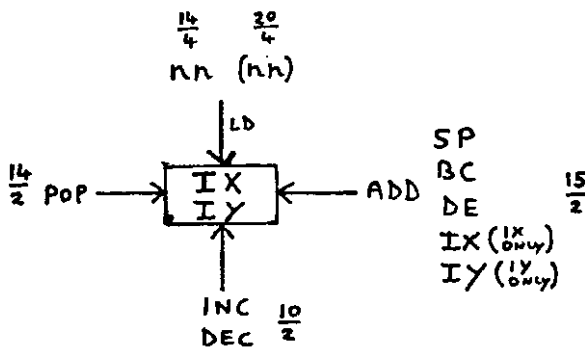 14/4 20/4
nn (nn)
LD
14/2 POP
IX
IY
ADD
SP
BC
DE
IX (IX ONLY)
IY (IY ONLY)
15/2
INC
DEC 10/2